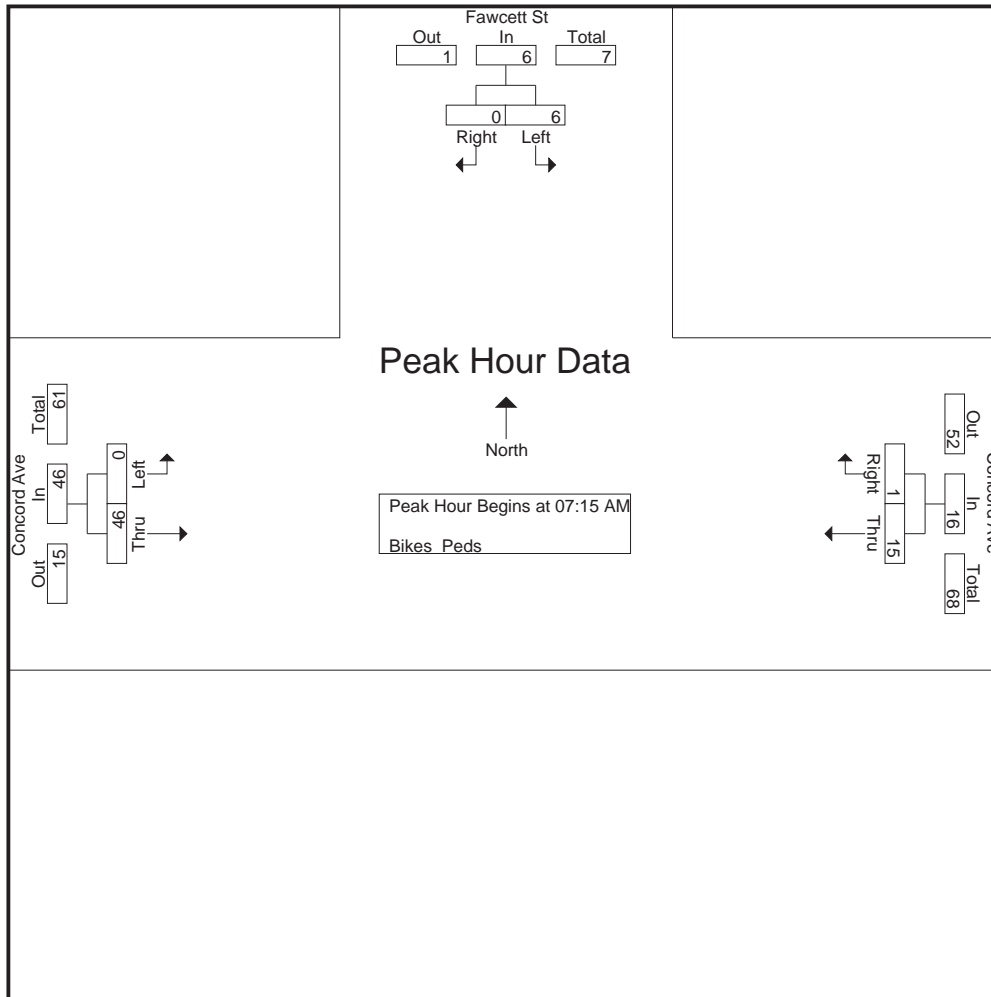 Fawcett St
Out In Total
1 6 7
0 6
Right Left
Peak Hour Data
North
Peak Hour Begins at 07:15 AM
Bikes Peds
Concord Ave
Total In Out
61 46 15
0 46
Left Thru
Out In Total
52 16 68
1 15
Right Thru